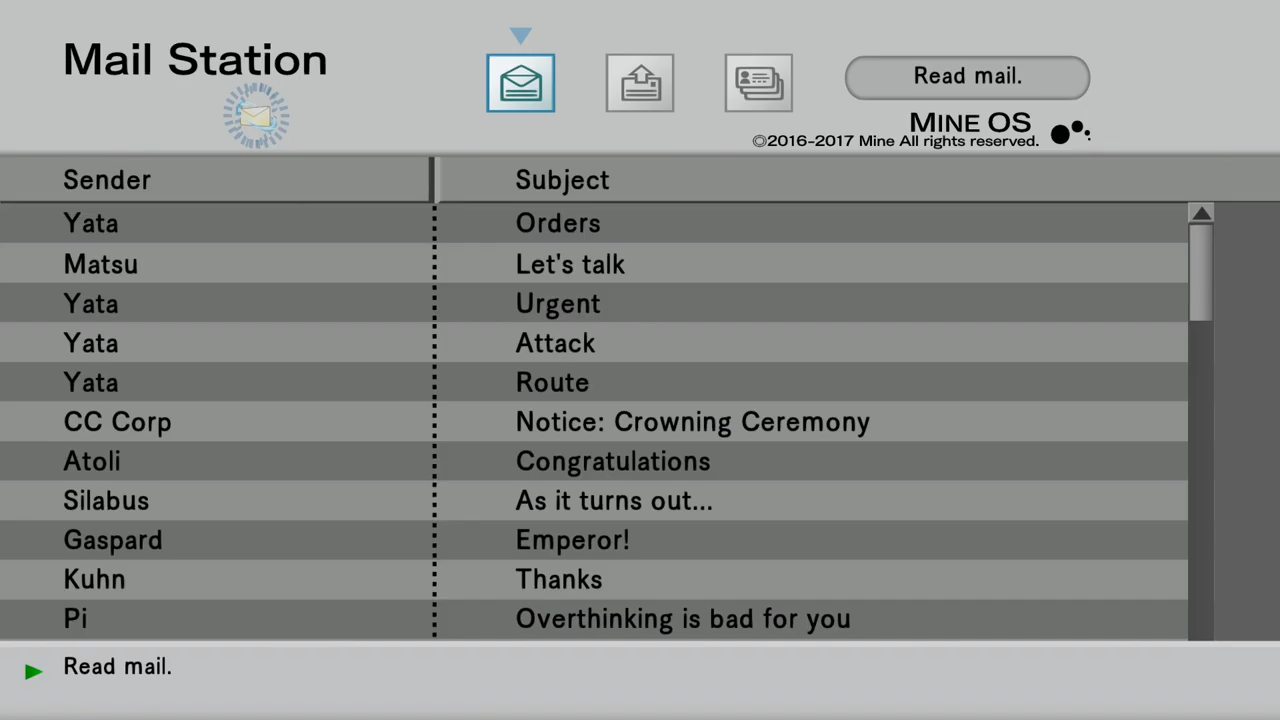 Mail Station
Read mail.
MINE OS
©2016-2017 Mine All rights reserved.
Sender Subject
Yata Orders
Matsu Let's talk
Yata Urgent
Yata Attack
Yata Route
CC Corp Notice: Crowning Ceremony
Atoli Congratulations
Silabus As it turns out...
Gaspard Emperor!
Kuhn Thanks
Pi Overthinking is bad for you
Read mail.